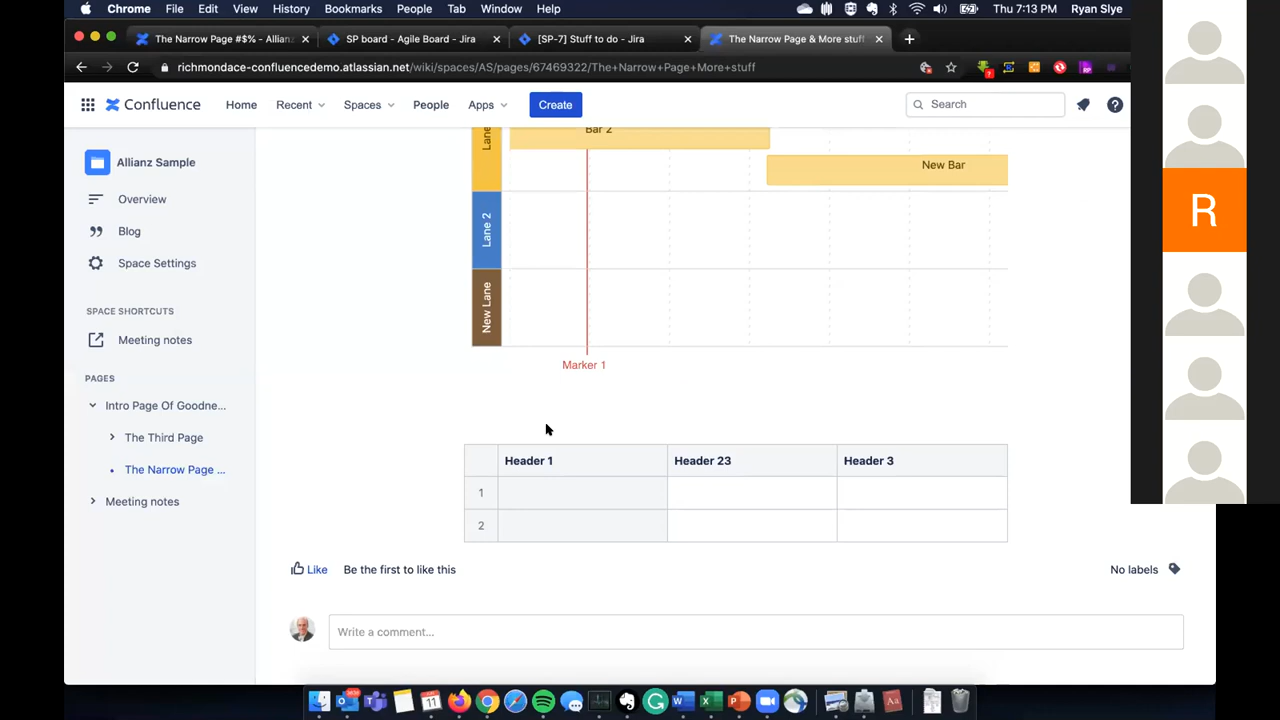 Chrome File Edit View History Bookmarks People Tab Window Help Thu 7:13 PM Ryan Slye
The Narrow Page #$% - Allian SP board - Agile Board - Jira [SP-7] Stuff to do - Jira The Narrow Page & More stuff
richmondace-confluencedemo.atlassian.net/wiki/spaces/AS/pages/67469322/The+Narrow+Page+More+stuff
Confluence Home Recent Spaces People Apps Create Search
Allianz Sample
Overview
Blog
Space Settings
SPACE SHORTCUTS
Meeting notes
PAGES
Intro Page Of Goodne...
The Third Page
The Narrow Page ...
Meeting notes
Lane
Bar 2
New Bar
Lane 2
New Lane
Marker 1
Header 1 Header 23 Header 3
1
2
Like Be the first to like this No labels
Write a comment...
R